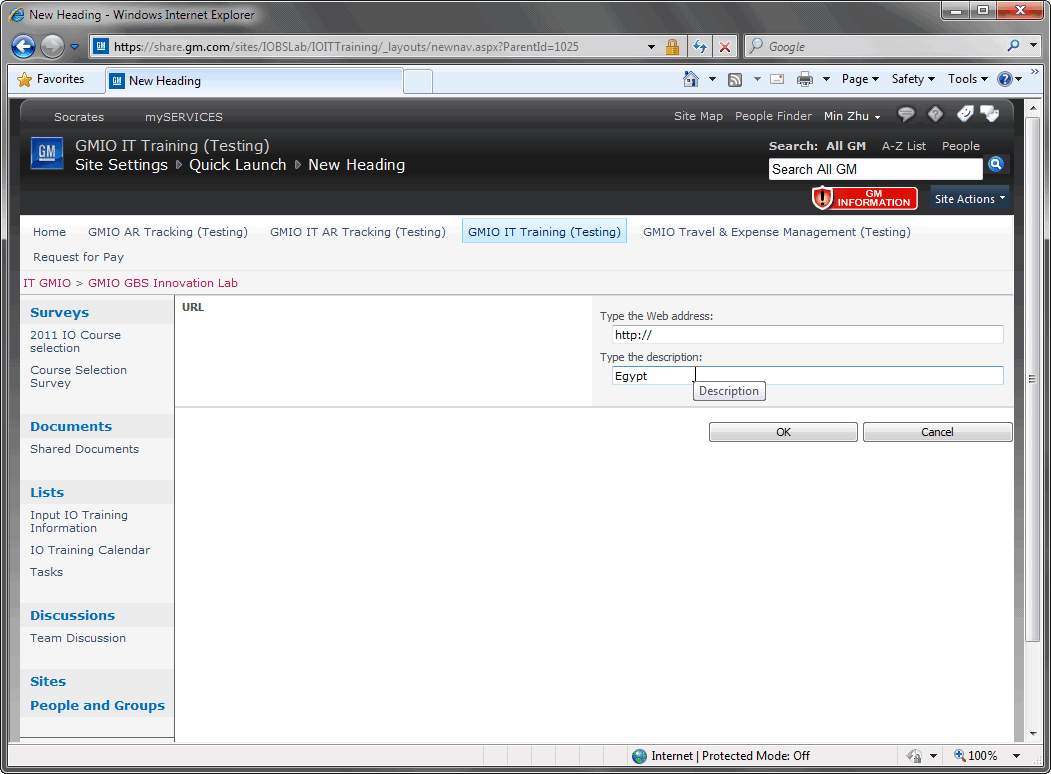 New Heading - Windows Internet Explorer
https://share.gm.com/sites/IOBSLab/IOITTraining/_layouts/newnav.aspx?ParentId=1025
Google
Favorites
GM New Heading
Page Safety Tools
Socrates mySERVICES
Site Map People Finder Min Zhu
GM
GMIO IT Training (Testing)
Site Settings Quick Launch New Heading
Search: All GM A-Z List People
Search All GM
GM
INFORMATION
Site Actions
Home GMIO AR Tracking (Testing) GMIO IT AR Tracking (Testing) GMIO IT Training (Testing) GMIO Travel & Expense Management (Testing)
Request for Pay
IT GMIO > GMIO GBS Innovation Lab
Surveys
2011 IO Course
selection
Course Selection
Survey
Documents
Shared Documents
Lists
Input IO Training
Information
IO Training Calendar
Tasks
Discussions
Team Discussion
Sites
People and Groups
URL
Type the Web address:
http://
Type the description:
Egypt
Description
OK Cancel
Internet | Protected Mode: Off
100%